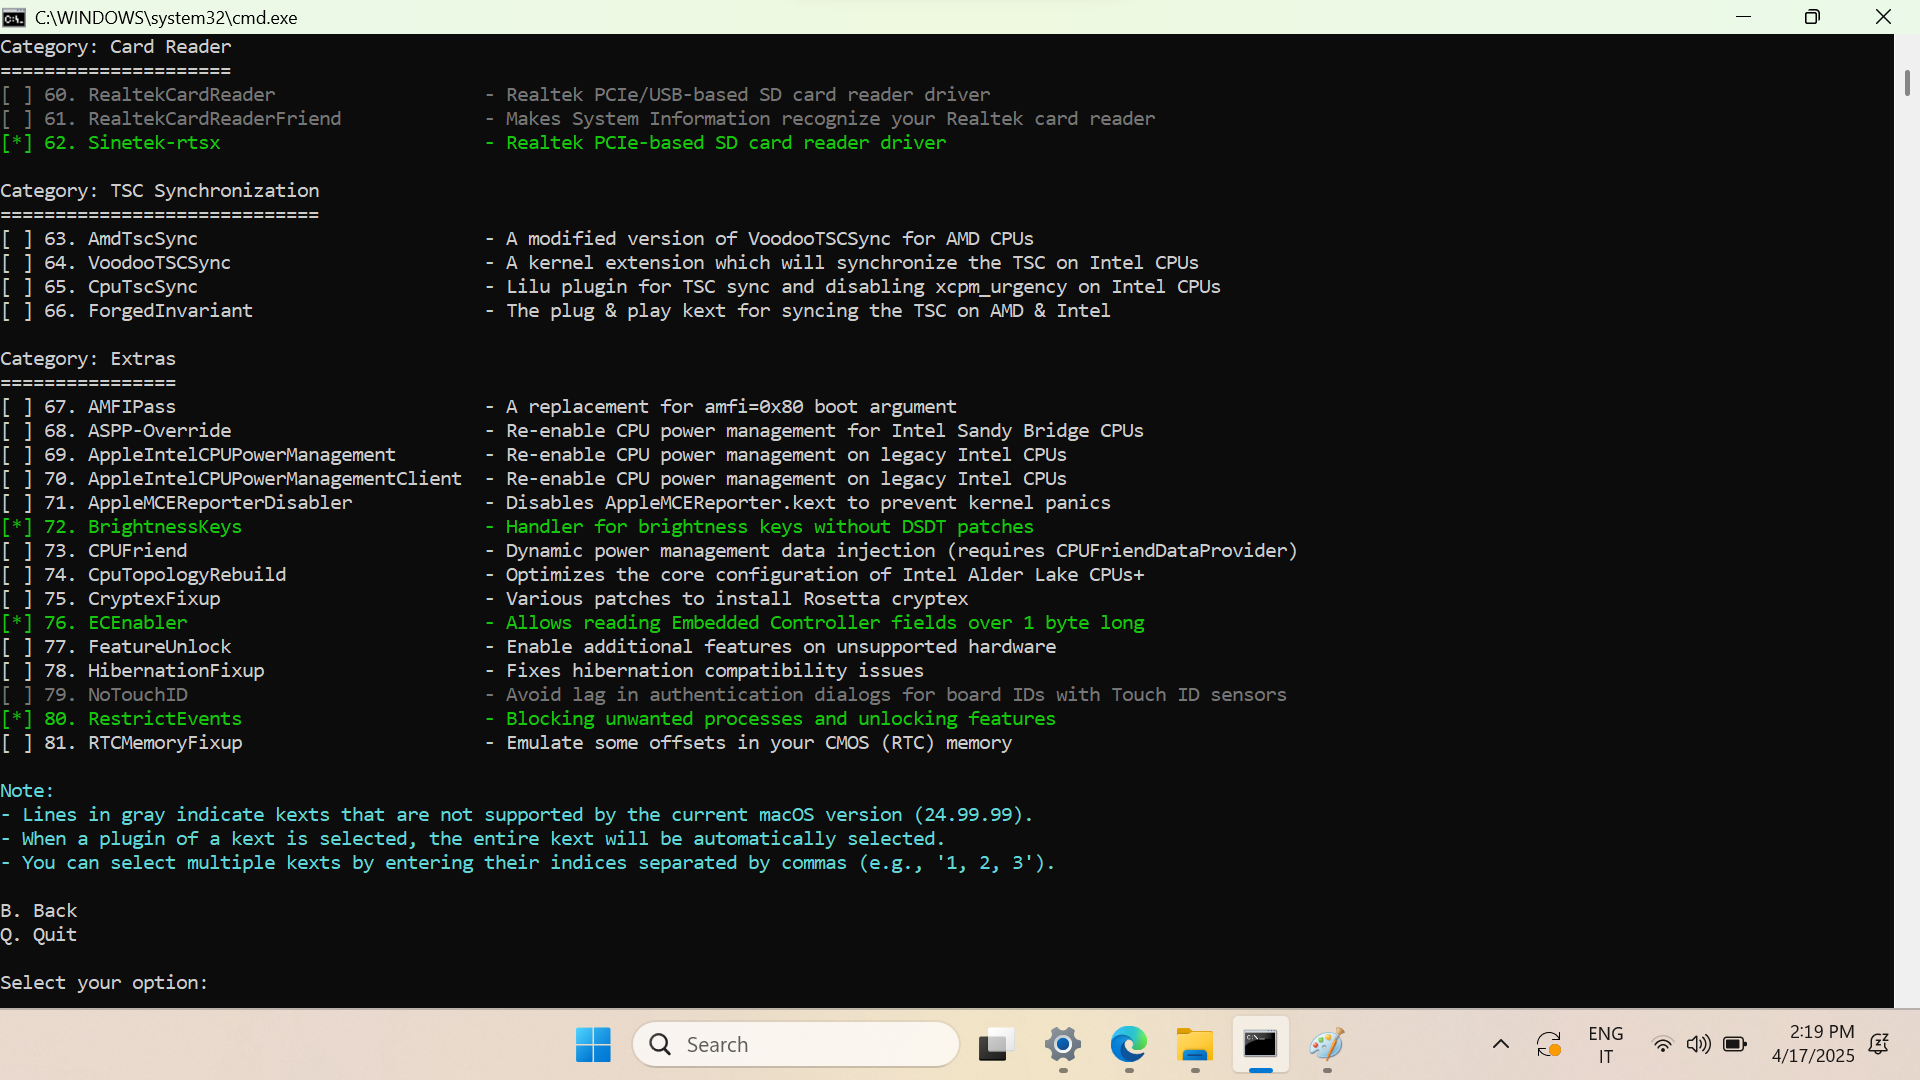 C:\WINDOWS\system32\cmd.exe
Category: Card Reader
=====================
[ ] 60. RealtekCardReader - Realtek PCIe/USB-based SD card reader driver
[ ] 61. RealtekCardReaderFriend - Makes System Information recognize your Realtek card reader
[*] 62. Sinetek-rtsx - Realtek PCIe-based SD card reader driver
Category: TSC Synchronization
=============================
[ ] 63. AmdTscSync - A modified version of VoodooTSCSync for AMD CPUs
[ ] 64. VoodooTSCSync - A kernel extension which will synchronize the TSC on Intel CPUs
[ ] 65. CpuTscSync - Lilu plugin for TSC sync and disabling xcpm_urgency on Intel CPUs
[ ] 66. ForgedInvariant - The plug & play kext for syncing the TSC on AMD & Intel
Category: Extras
================
[ ] 67. AMFIPass - A replacement for amfi=0x80 boot argument
[ ] 68. ASPP-Override - Re-enable CPU power management for Intel Sandy Bridge CPUs
[ ] 69. AppleIntelCPUPowerManagement - Re-enable CPU power management on legacy Intel CPUs
[ ] 70. AppleIntelCPUPowerManagementClient - Re-enable CPU power management on legacy Intel CPUs
[ ] 71. AppleMCEReporterDisabler - Disables AppleMCEReporter.kext to prevent kernel panics
[*] 72. BrightnessKeys - Handler for brightness keys without DSDT patches
[ ] 73. CPUFriend - Dynamic power management data injection (requires CPUFriendDataProvider)
[ ] 74. CpuTopologyRebuild - Optimizes the core configuration of Intel Alder Lake CPUs+
[ ] 75. CryptexFixup - Various patches to install Rosetta cryptex
[*] 76. ECEnabler - Allows reading Embedded Controller fields over 1 byte long
[ ] 77. FeatureUnlock - Enable additional features on unsupported hardware
[ ] 78. HibernationFixup - Fixes hibernation compatibility issues
[ ] 79. NoTouchID - Avoid lag in authentication dialogs for board IDs with Touch ID sensors
[*] 80. RestrictEvents - Blocking unwanted processes and unlocking features
[ ] 81. RTCMemoryFixup - Emulate some offsets in your CMOS (RTC) memory
Note:
- Lines in gray indicate kexts that are not supported by the current macOS version (24.99.99).
- When a plugin of a kext is selected, the entire kext will be automatically selected.
- You can select multiple kexts by entering their indices separated by commas (e.g., '1, 2, 3').
B. Back
Q. Quit
Select your option:
Search
ENG
IT
2:19 PM
4/17/2025